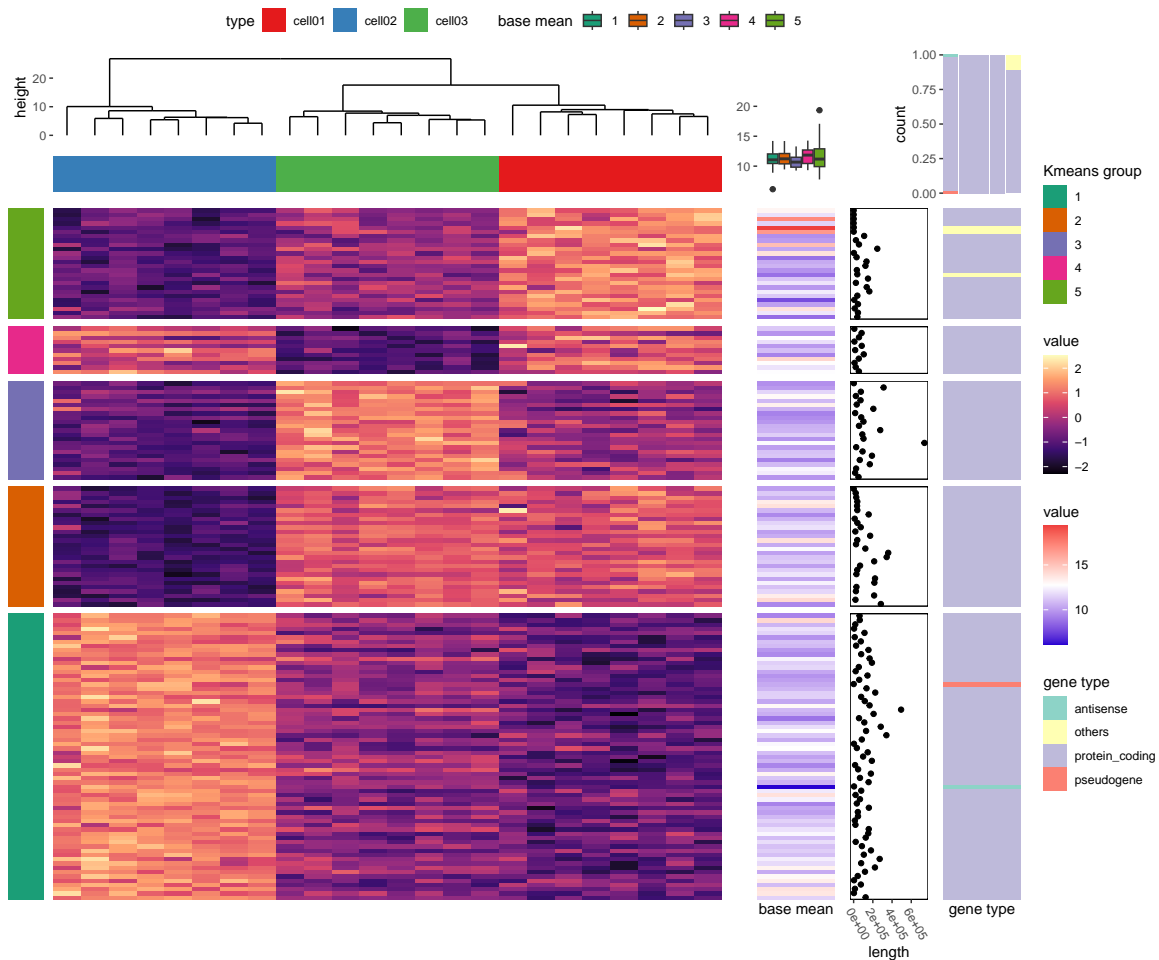 type cell01 cell02 cell03 base mean 1 2 3 4 5
height
20
10
0
20
15
10
count
1.00
0.75
0.50
0.25
0.00
Kmeans group
1
2
3
4
5
value
2
1
0
−1
−2
value
15
10
gene type
antisense
others
protein_coding
pseudogene
base mean
0e+00
2e+05
4e+05
6e+05
length
gene type